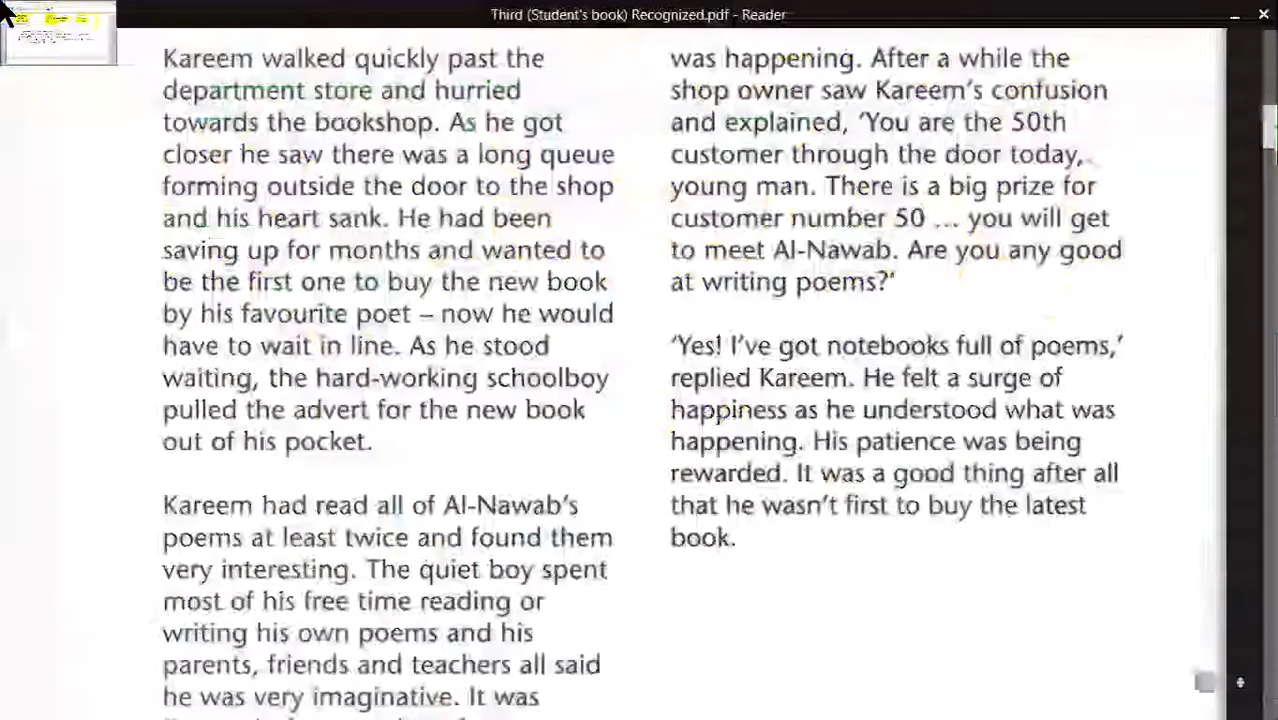 Third (Student's book) Recognized.pdf - Reader
Kareem walked quickly past the
department store and hurried
towards the bookshop. As he got
closer he saw there was a long queue
forming outside the door to the shop
and his heart sank. He had been
saving up for months and wanted to
be the first one to buy the new book
by his favourite poet – now he would
have to wait in line. As he stood
waiting, the hard-working schoolboy
pulled the advert for the new book
out of his pocket.
Kareem had read all of Al-Nawab's
poems at least twice and found them
very interesting. The quiet boy spent
most of his free time reading or
writing his own poems and his
parents, friends and teachers all said
he was very imaginative. It was
was happening. After a while the
shop owner saw Kareem's confusion
and explained, 'You are the 50th
customer through the door today,
young man. There is a big prize for
customer number 50 ... you will get
to meet Al-Nawab. Are you any good
at writing poems?'
'Yes! I've got notebooks full of poems,'
replied Kareem. He felt a surge of
happiness as he understood what was
happening. His patience was being
rewarded. It was a good thing after all
that he wasn't first to buy the latest
book.